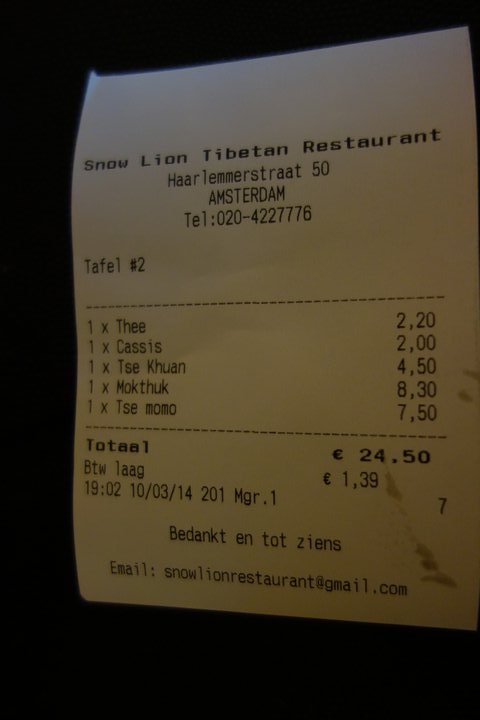 Snow Lion Tibetan Restaurant
Haarlemmerstraat 50
AMSTERDAM
Tel:020-4227776
Tafel #2
1 x Thee 2,20
1 x Cassis 2,00
1 x Tse Khuan 4,50
1 x Mokthuk 8,30
1 x Tse momo 7,50
Totaal € 24.50
Btw laag € 1,39
19:02 10/03/14 201 Mgr.1 7
Bedankt en tot ziens
Email: snowlionrestaurant@gmail.com